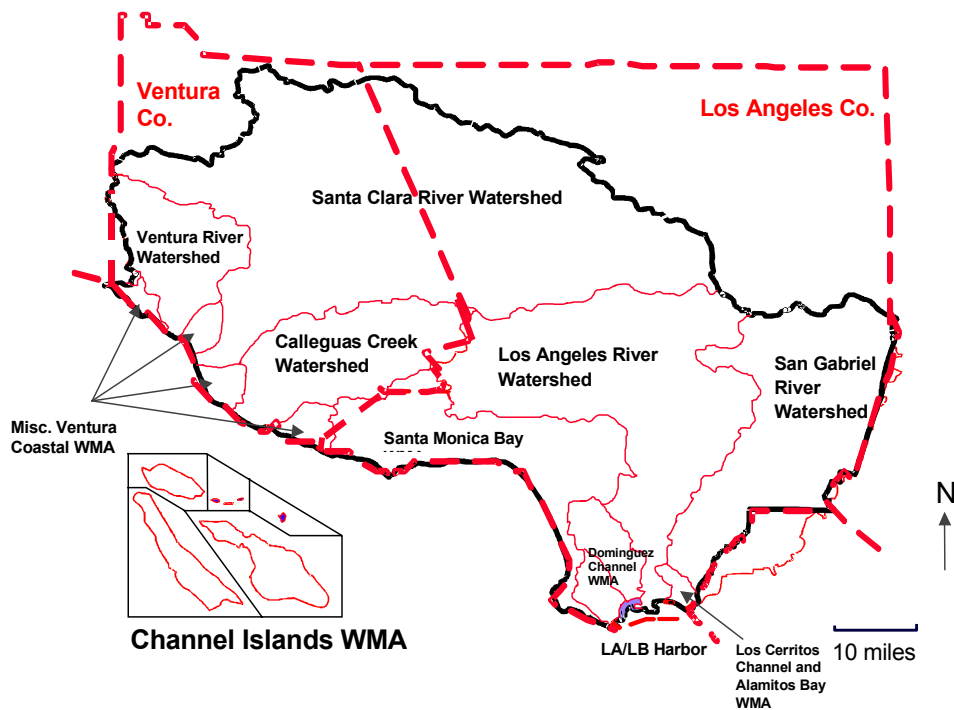 Ventura
Co.
Los Angeles Co.
Santa Clara River Watershed
Ventura River
Watershed
Calleguas Creek
Watershed
Los Angeles River
Watershed
San Gabriel
River
Watershed
Misc. Ventura
Coastal WMA
Santa Monica Bay
N
Dominguez
Channel
WMA
Channel Islands WMA
LA/LB Harbor
Los Cerritos
Channel and
Alamitos Bay
WMA
10 miles